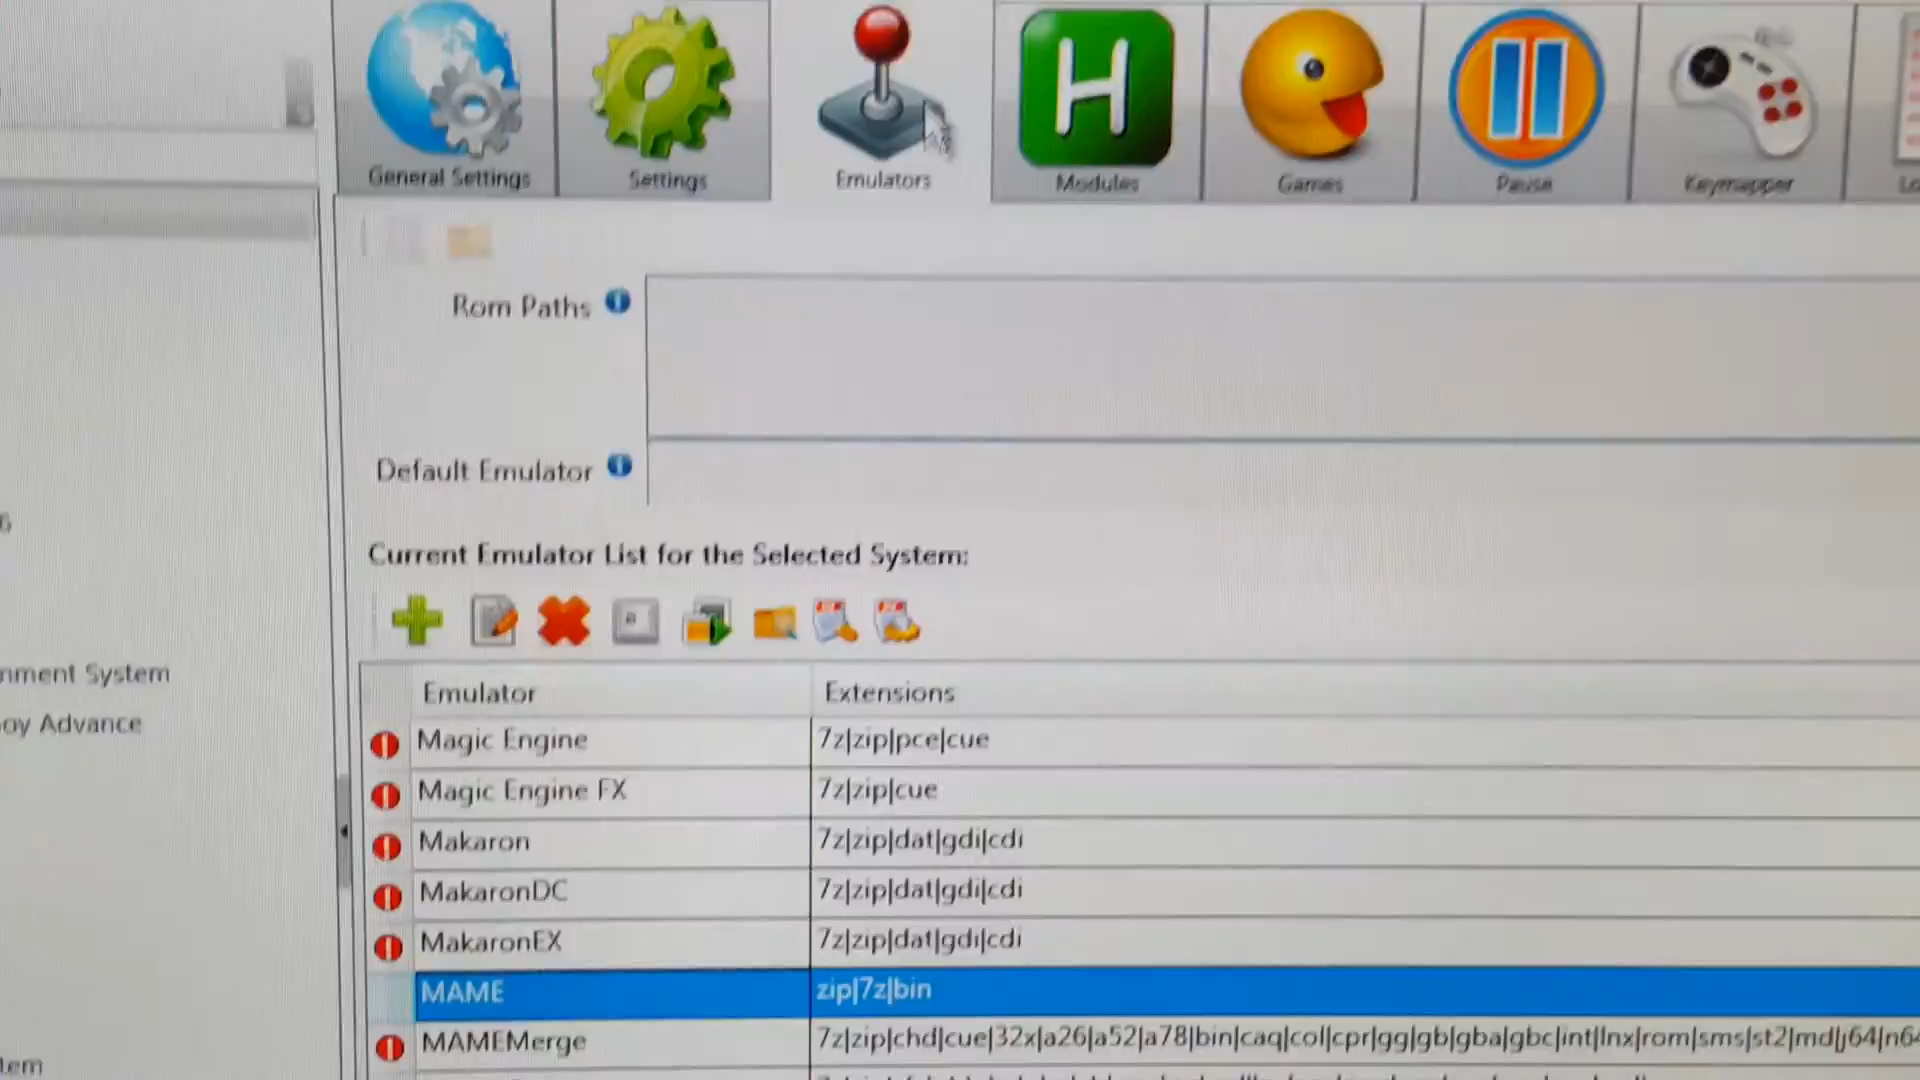 General Settings
Settings
Emulators
Modules
Games
Pause
Keymapper
Rom Paths
Default Emulator
Current Emulator List for the Selected System:
6
nment System
oy Advance
tem
Emulator Extensions
Magic Engine 7z|zip|pce|cue
Magic Engine FX 7z|zip|cue
Makaron 7z|zip|dat|gdi|cdi
MakaronDC 7z|zip|dat|gdi|cdi
MakaronEX 7z|zip|dat|gdi|cdi
MAME zip|7z|bin
MAMEMerge 7z|zip|chd|cue|32x|a26|a52|a78|bin|caq|col|cpr|gg|gb|gba|gbc|int|lnx|rom|sms|st2|md|j64|n64